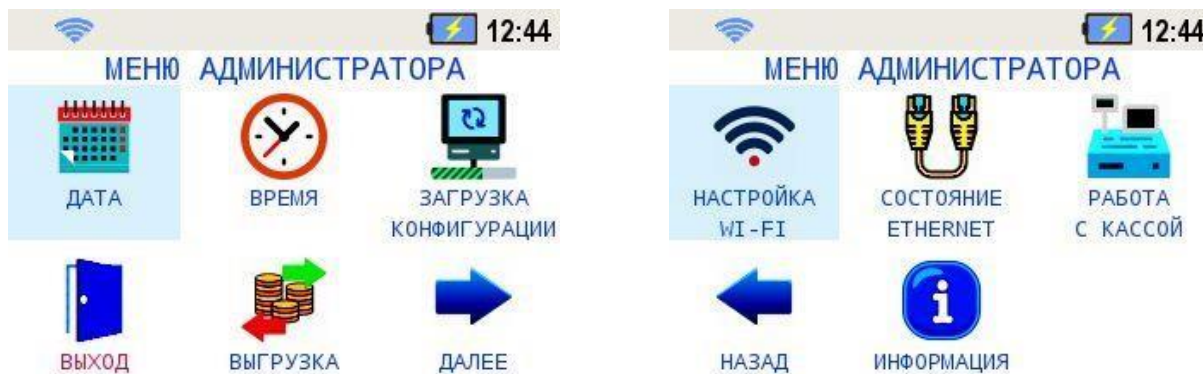 12:44
МЕНЮ АДМИНИСТРАТОРА
ДАТА
ВРЕМЯ
ЗАГРУЗКА
КОНФИГУРАЦИИ
ВЫХОД
ВЫГРУЗКА
ДАЛЕЕ
12:44
МЕНЮ АДМИНИСТРАТОРА
НАСТРОЙКА
WI-FI
СОСТОЯНИЕ
ETHERNET
РАБОТА
С КАССОЙ
НАЗАД
ИНФОРМАЦИЯ